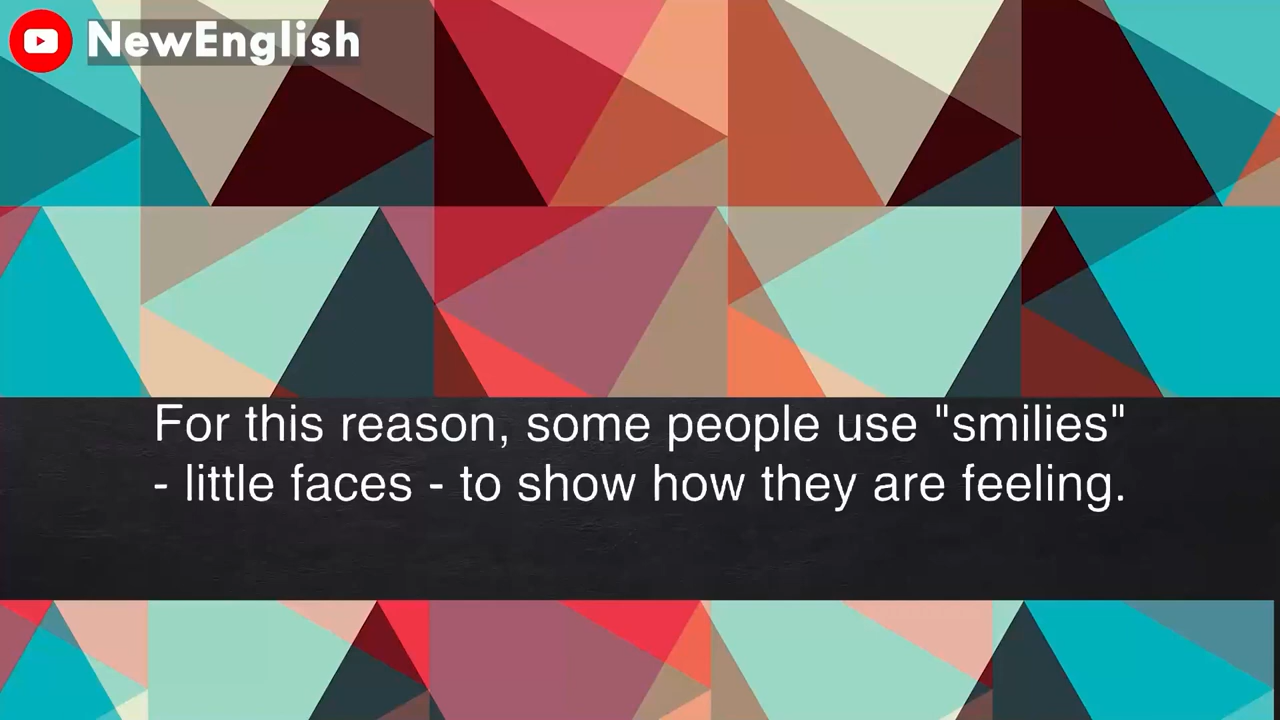 NewEnglish
For this reason, some people use "smilies"
- little faces - to show how they are feeling.